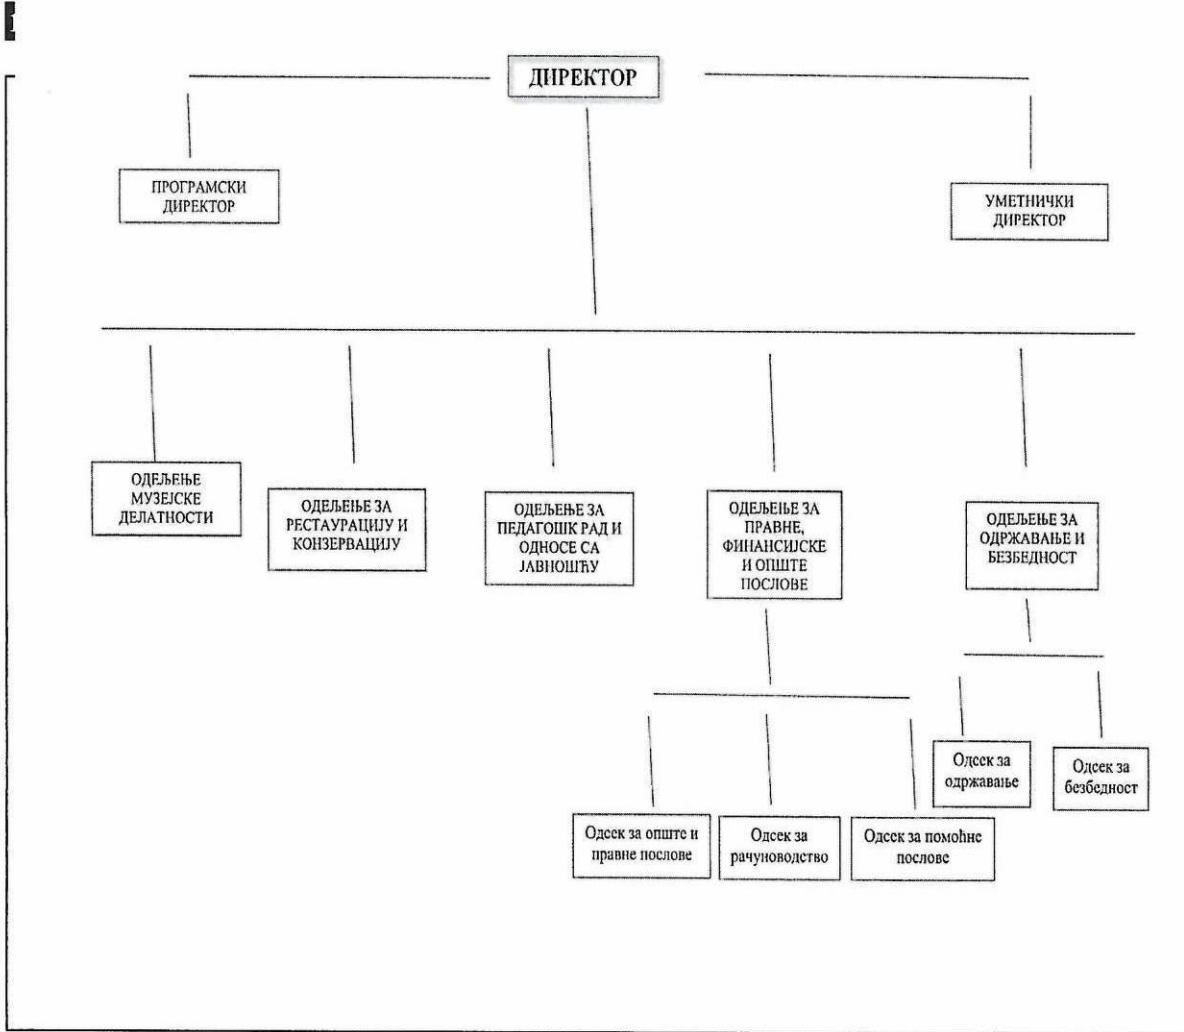 ДИРЕКТОР
ПРОГРАМСКИ
ДИРЕКТОР
УМЕТНИЧКИ
ДИРЕКТОР
ОДЕЉЕЊЕ
МУЗЕЈСКЕ
ДЕЛАТНОСТИ
ОДЕЉЕЊЕ ЗА
РЕСТАУРАЦИЈУ И
КОНЗЕРВАЦИЈУ
ОДЕЉЕЊЕ ЗА
ПЕДАГОШК РАД И
ОДНОСЕ СА
ЈАВНОШЋУ
ОДЕЉЕЊЕ ЗА
ПРАВНЕ,
ФИНАНСИЈСКЕ
И ОПШТЕ
ПОСЛОВЕ
ОДЕЉЕЊЕ ЗА
ОДРЖАВАЊЕ И
БЕЗБЕДНОСТ
Одсек за
одржавање
Одсек за
безбедност
Одсек за опште и
правне послове
Одсек за
рачуноводство
Одсек за помоћне
послове